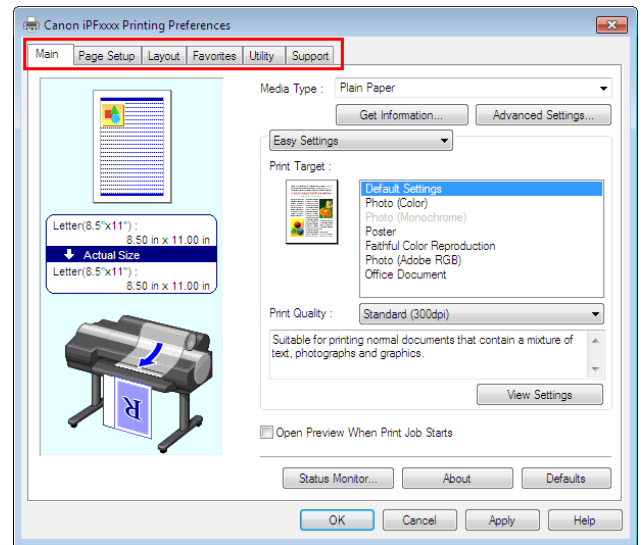 Canon iPFxxxx Printing Preferences
Main Page Setup Layout Favorites Utility Support
Media Type : Plain Paper
Get Information... Advanced Settings...
Easy Settings
Print Target :
Default Settings
Photo (Color)
Photo (Monochrome)
Poster
Faithful Color Reproduction
Photo (Adobe RGB)
Office Document
Letter(8.5"x11") :
8.50 in x 11.00 in
Actual Size
Letter(8.5"x11") :
8.50 in x 11.00 in
R
Print Quality : Standard (300dpi)
Suitable for printing normal documents that contain a mixture of
text, photographs and graphics.
View Settings
Open Preview When Print Job Starts
Status Monitor... About Defaults
OK Cancel Apply Help